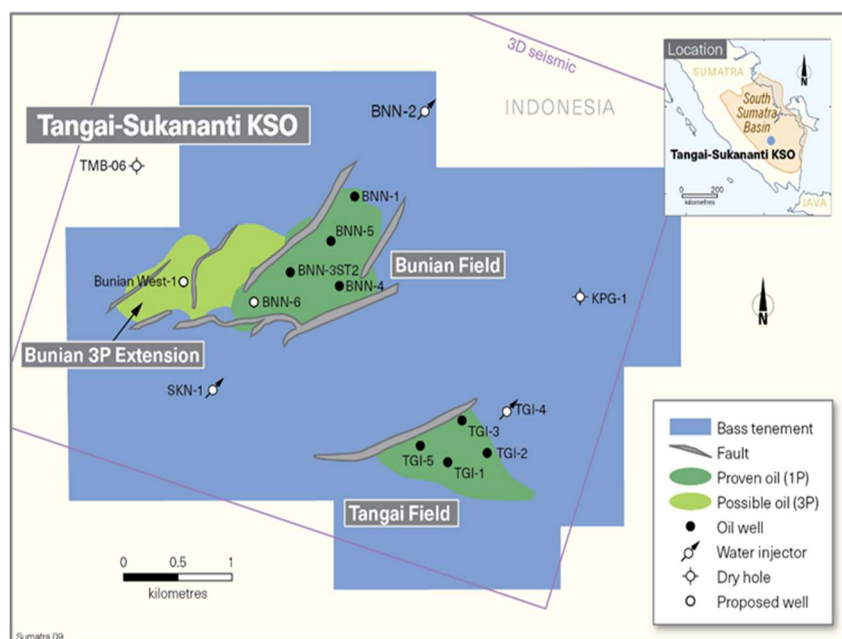 3D seismic
Location
SUMATRA
N
South
Sumatra
Basin
Tangai-Sukananti KSO
0 200
kilometres
JAVA
BNN-2
INDONESIA
Tangai-Sukananti KSO
TMB-06
BNN-1
BNN-5
Bunian Field
BNN-3ST2
Bunian West-1
BNN-4
BNN-6
KPG-1
N
Bunian 3P Extension
SKN-1
TGI-4
TGI-3
TGI-5
TGI-2
TGI-1
Tangai Field
0 0.5 1
kilometres
Bass tenement
Fault
Proven oil (1P)
Possible oil (3P)
Oil well
Water injector
Dry hole
Proposed well
Sumatra 09